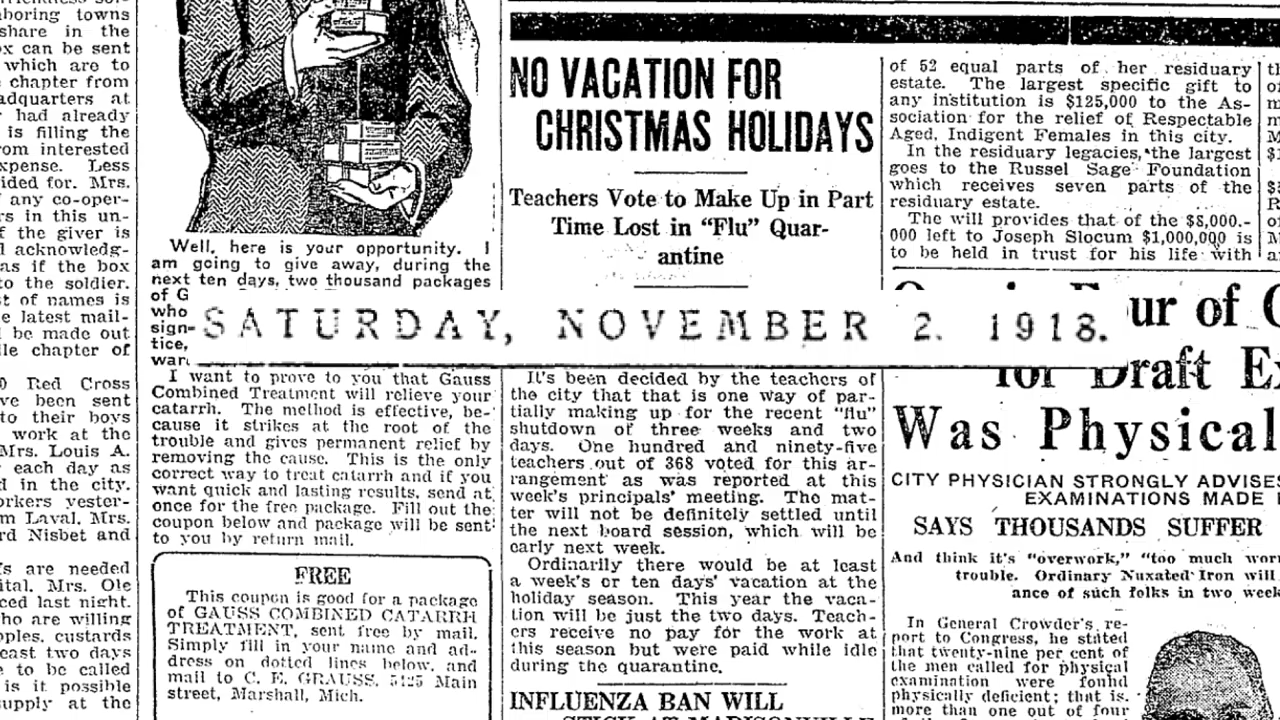 boring towns
share in the
x can be sent
which are to
chapter from
adquarters at
had already
is filling the
rom interested
xpense. Less
ided for. Mrs.
any co-oper-
rs in this un-
f the giver is
l acknowledg-
as if the box
to the soldier.
st of names is
e latest mail-
l be made out
le chapter of
0 Red Cross
ve been sent
to their boys
work at the
Mrs. Louis A.
each day as
d in the city.
orkers yester-
m Laval, Mrs.
rd Nisbet and
's are needed
ital. Mrs. Ole
ced last night.
ho are willing
ples, custards
east two days
e to be called
is it possible
supply at the
Well, here is your opportunity. I
am going to give away, during the
next ten days, two thousand packages
of G
who
sign-
tice,
SATURDAY, NOVEMBER 2. 1918.
I want to prove to you that Gauss
Combined Treatment will relieve your
catarrh. The method is effective, be-
cause it strikes at the root of the
trouble and gives permanent relief by
removing the cause. This is the only
correct way to treat catarrh and if you
want quick and lasting results, send at
once for the free package. Fill out the
coupon below and package will be sent
to you by return mail.
FREE
This coupon is good for a package
of GAUSS COMBINED CATARRH
TREATMENT, sent free by mail.
Simply fill in your name and ad-
dress on dotted lines below, and
mail to C. E. GRAUSS, 5125 Main
street, Marshall, Mich.
NO VACATION FOR
CHRISTMAS HOLIDAYS
Teachers Vote to Make Up in Part
Time Lost in “Flu” Quar-
antine
It's been decided by the teachers of
the city that that is one way of par-
tially making up for the recent “flu”
shutdown of three weeks and two
days. One hundred and ninety-five
teachers out of 368 voted for this ar-
rangement as was reported at this
week's principals' meeting. The mat-
ter will not be definitely settled until
the next board session, which will be
early next week.
Ordinarily there would be at least
a week's or ten days' vacation at the
holiday season. This year the vaca-
tion will be just the two days. Teach-
ers receive no pay for the work at
this season but were paid while idle
during the quarantine.
INFLUENZA BAN WILL
STICK AT MADISONVILLE
of 52 equal parts of her residuary
estate. The largest specific gift to
any institution is $125,000 to the As-
sociation for the relief of Respectable
Aged, Indigent Females in this city.
In the residuary legacies, the largest
goes to the Russel Sage Foundation
which receives seven parts of the
residuary estate.
The will provides that of the $8,000,-
000 left to Joseph Slocum $1,000,000 is
to be held in trust for his life with
ur of
for Draft Ex
Was Physical
CITY PHYSICIAN STRONGLY ADVISES
EXAMINATIONS MADE
SAYS THOUSANDS SUFFER
And think it's “overwork,” “too much wor
trouble. Ordinary Nuxated Iron will
ance of such folks in two week
In General Crowder's re-
port to Congress, he stated
that twenty-nine per cent of
the men called for physical
examination were found
physically deficient; that is,
more than one out of four